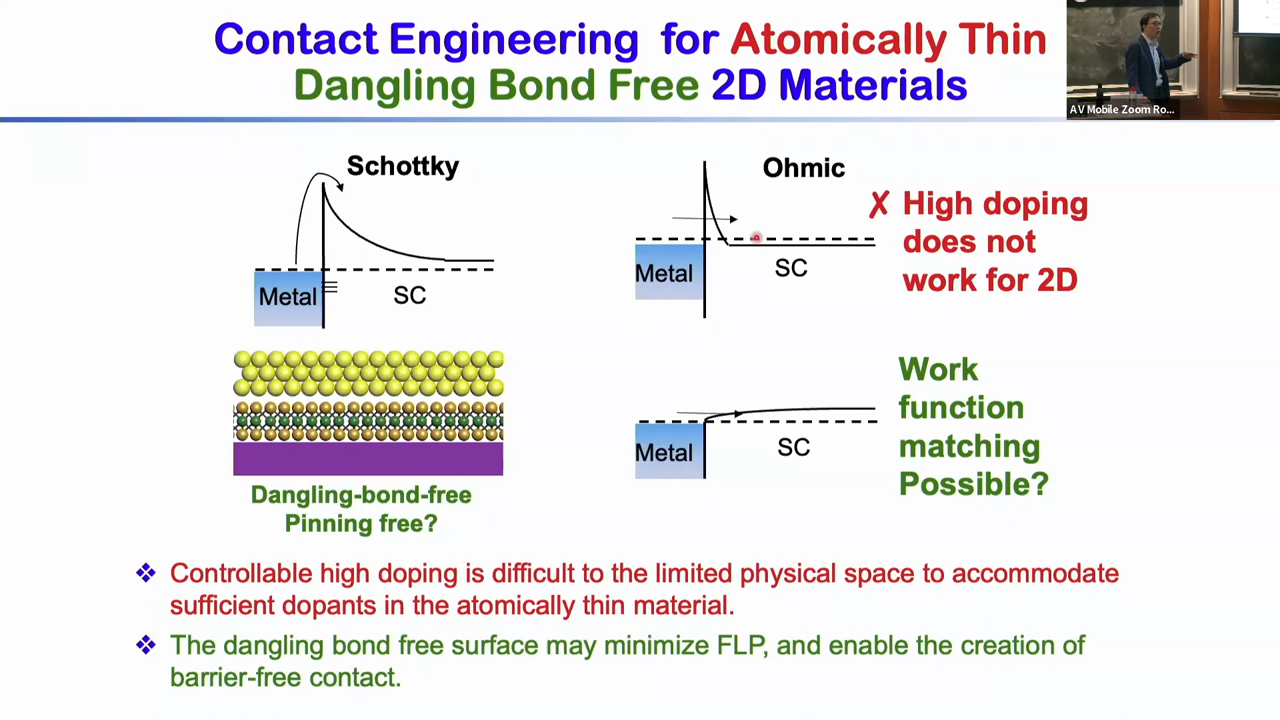 Contact Engineering for Atomically Thin
Dangling Bond Free 2D Materials
AV Mobile Zoom Ro...
Schottky
Metal
SC
Ohmic
Metal
SC
✗ High doping
does not
work for 2D
Dangling-bond-free
Pinning free?
Metal
SC
Work
function
matching
Possible?
❖ Controllable high doping is difficult to the limited physical space to accommodate
sufficient dopants in the atomically thin material.
❖ The dangling bond free surface may minimize FLP, and enable the creation of
barrier-free contact.